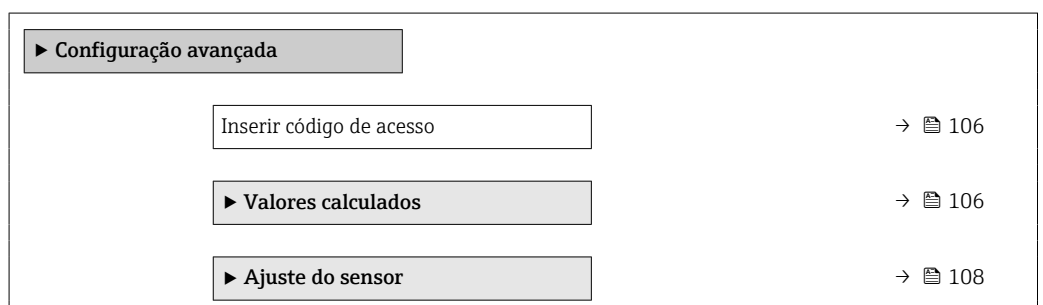 ▶ Configuração avançada
Inserir código de acesso → 106
▶ Valores calculados → 106
▶ Ajuste do sensor → 108